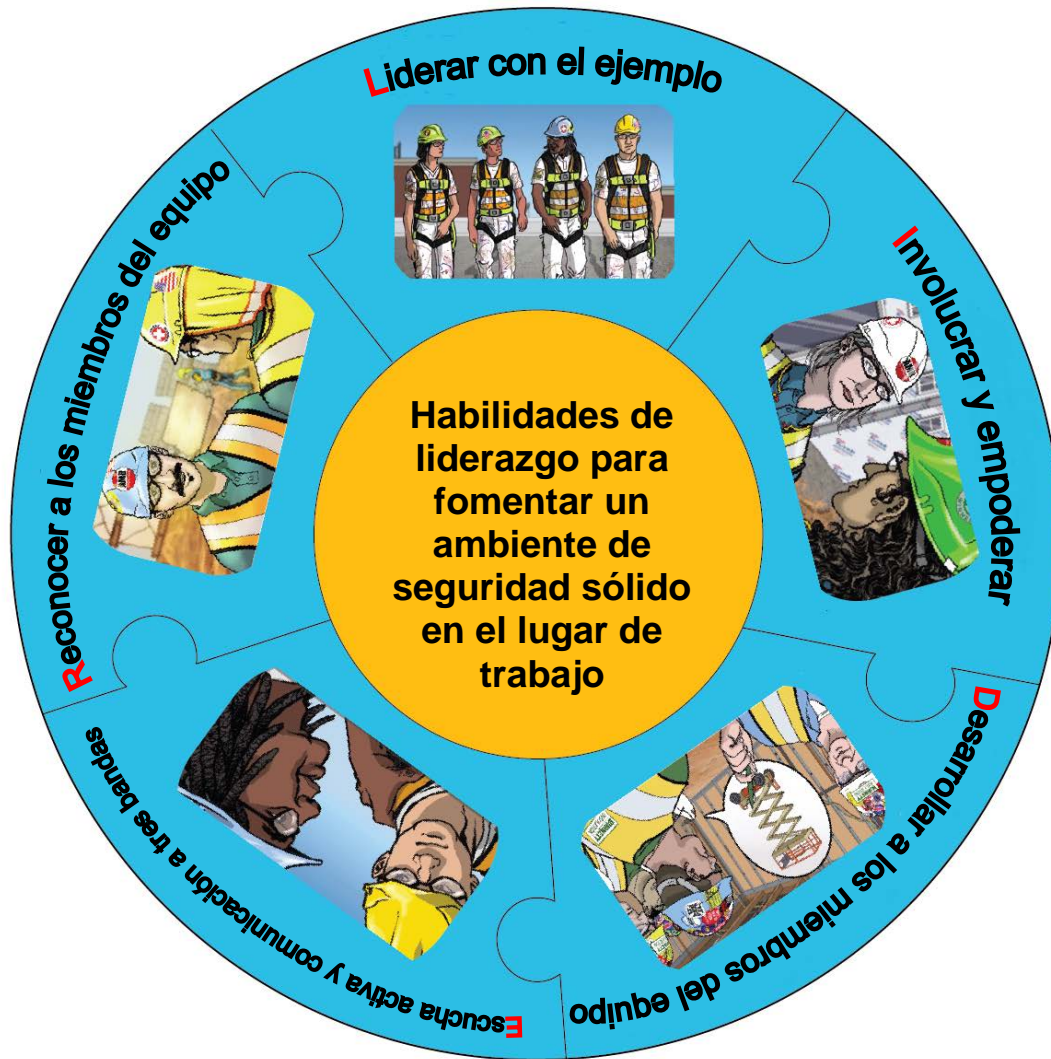 Liderar con el ejemplo
Involucrar y empoderar
Desarrollar a los miembros del equipo
Escucha activa y comunicación a tres bandas
Reconocer a los miembros del equipo
Habilidades de
liderazgo para
fomentar un
ambiente de
seguridad sólido
en el lugar de
trabajo